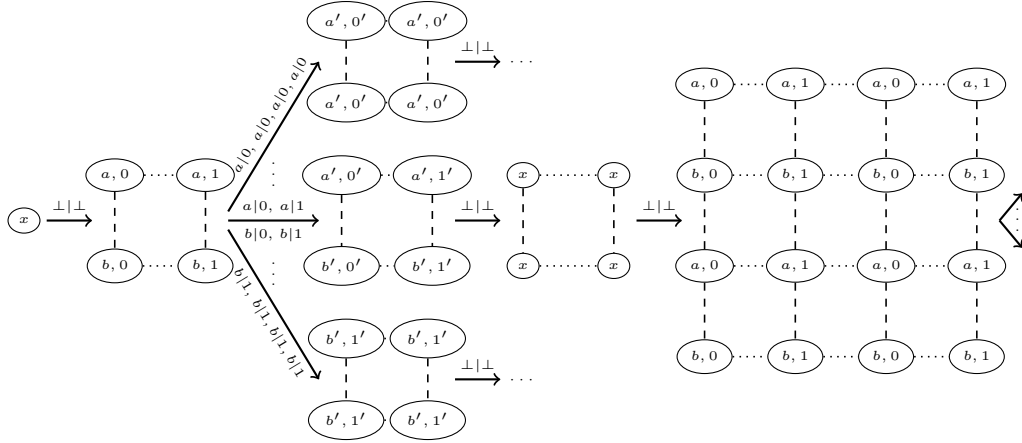 x
⊥|⊥
a, 0 a, 1
b, 0 b, 1
a|0, a|0, a|0, a|0
a|0, a|1
b|0, b|1
b|1, b|1, b|1, b|1
a′, 0′ a′, 0′
a′, 0′ a′, 0′
⊥|⊥ ···
a′, 0′ a′, 1′
b′, 0′ b′, 1′
⊥|⊥
b′, 1′ b′, 1′
b′, 1′ b′, 1′
⊥|⊥ ···
x x
x x
⊥|⊥
a, 0 a, 1 a, 0 a, 1
b, 0 b, 1 b, 0 b, 1
a, 0 a, 1 a, 0 a, 1
b, 0 b, 1 b, 0 b, 1